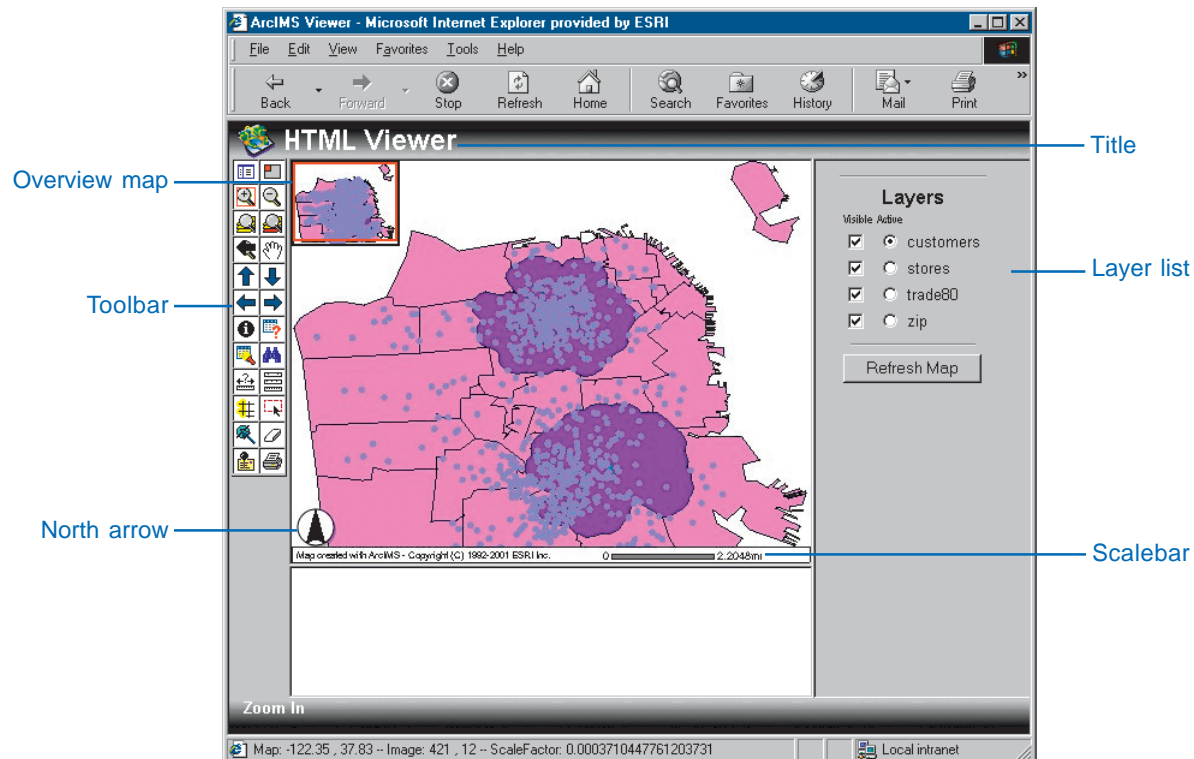 ArcIMS Viewer - Microsoft Internet Explorer provided by ESRI
File Edit View Favorites Tools Help
Back Forward Stop Refresh Home Search Favorites History Mail Print
HTML Viewer
Title
Overview map
Layers
Visible Active
customers
stores
Layer list
trade80
zip
Toolbar
Refresh Map
North arrow
Map created with ArcIMS - Copyright (C) 1992-2001 ESRI Inc.
0 2.2048mi
Scalebar
Zoom In
Map: -122.35 , 37.83 -- Image: 421 , 12 -- ScaleFactor: 0.0003710447761203731
Local intranet